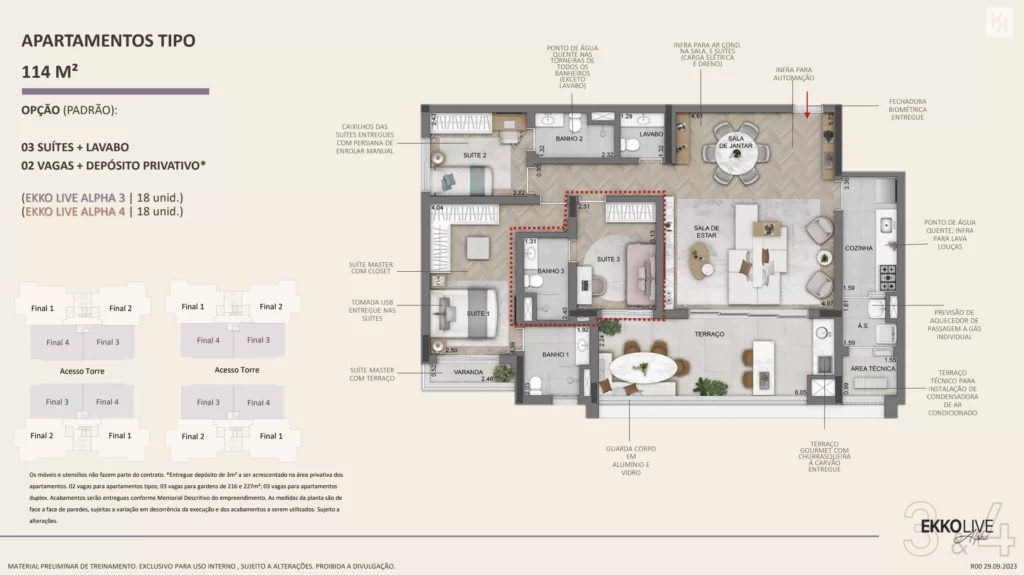 APARTAMENTOS TIPO
114 M²
OPÇÃO (PADRÃO):
03 SUÍTES + LAVABO
02 VAGAS + DEPÓSITO PRIVATIVO*
(EKKO LIVE ALPHA 3 | 18 unid.)
(EKKO LIVE ALPHA 4 | 18 unid.)
PONTO DE ÁGUA
QUENTE NAS
TORNEIRAS DE
TODOS OS
BANHEIROS
(EXCETO
LAVABO)
INFRA PARA AR COND.
NA SALA, E SUÍTES
(CARGA ELÉTRICA
E DRENO)
INFRA PARA
AUTOMAÇÃO
FECHADURA
BIOMÉTRICA
ENTREGUE
CAIXILHOS DAS
SUÍTES ENTREGUES
COM PERSIANA DE
ENROLAR MANUAL
SUÍTE MASTER
COM CLOSET
TOMADA USB
ENTREGUE NAS
SUÍTES
SUÍTE MASTER
COM TERRAÇO
PONTO DE ÁGUA
QUENTE; INFRA
PARA LAVA
LOUÇAS
PREVISÃO DE
AQUECEDOR DE
PASSAGEM A GÁS
INDIVIDUAL
TERRAÇO
TÉCNICO PARA
INSTALAÇÃO DE
CONDENSADORA
DE AR
CONDICIONADO
GUARDA CORPO
EM
ALUMÍNIO E
VIDRO
TERRAÇO
GOURMET COM
CHURRASQUEIRA
À CARVÃO
ENTREGUE
2.43
SUÍTE 2
2.62
0.95
1.32
BANHO 2
2.32
1.29
LAVABO
1.32
4.61
SALA
DE JANTAR
5.73
3.36
4.04
2.31
1.31
BANHO 3
2.40
SUÍTE 3
3.13
SALA DE
ESTAR
4.97
COZINHA
1.59
1.61
SUÍTE 1
2.50
1.92
BANHO 1
2.03
2.24
TERRAÇO
6.05
A.S.
1.59
1.55
ÁREA TÉCNICA
0.89
0.52
VARANDA
2.46
Final 1
Final 2
Final 4
Final 3
Acesso Torre
Final 3
Final 4
Final 2
Final 1
Final 1
Final 2
Final 4
Final 3
Acesso Torre
Final 3
Final 4
Final 2
Final 1
Os móveis e utensílios não fazem parte do contrato. *Entregue depósito de 3m² a ser acrescentado na área privativa dos
apartamentos. 02 vagas para apartamentos tipos; 03 vagas para gardens de 216 e 227m²; 03 vagas para apartamentos
duplex. Acabamentos serão entregues conforme Memorial Descritivo do empreendimento. As medidas da planta são de
face a face de paredes, sujeitas a variação em decorrência da execução e dos acabamentos a serem utilizados. Sujeito a
alterações.
3&4
EKKOLIVE
Alpha
MATERIAL PRELIMINAR DE TREINAMENTO. EXCLUSIVO PARA USO INTERNO , SUJEITO A ALTERAÇÕES. PROIBIDA A DIVULGAÇÃO.
R00 29.09.2023